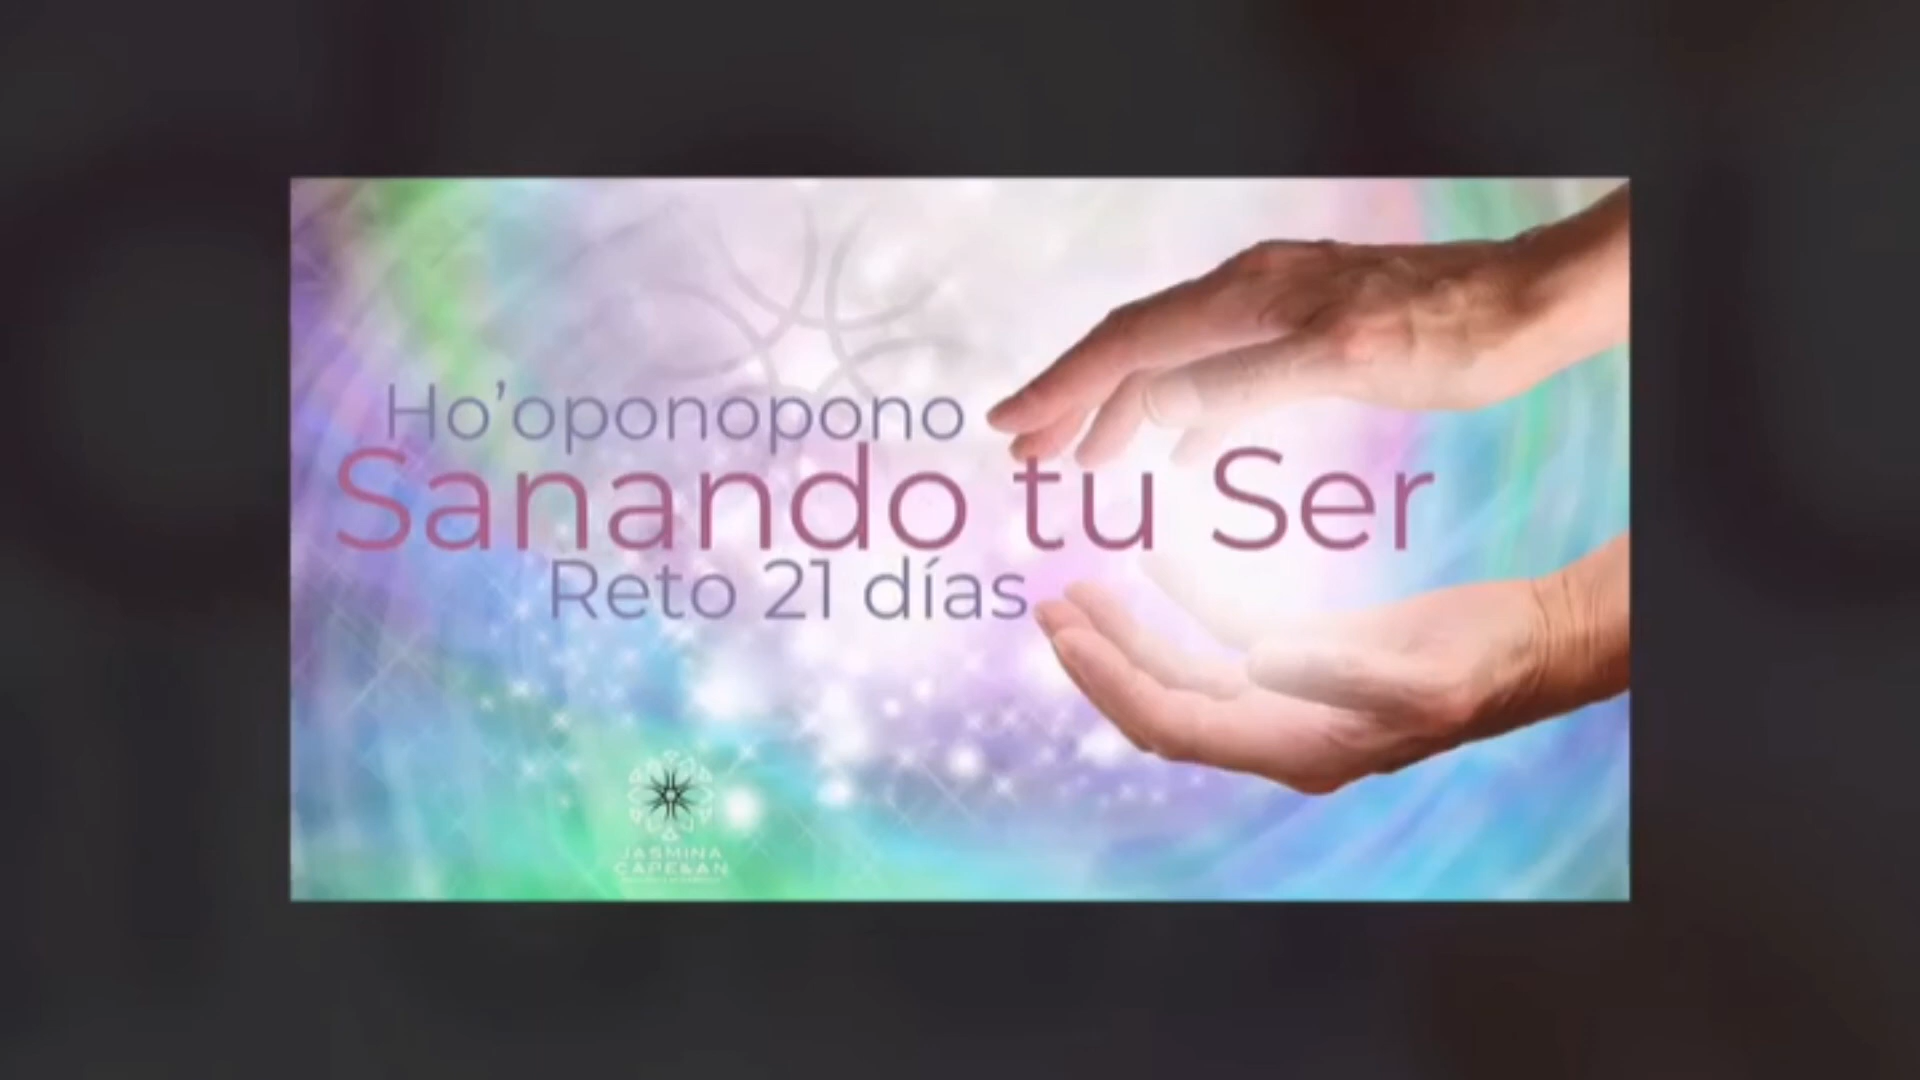 Ho’oponopono
Sanando tu Ser
Reto 21 días
JASMINA